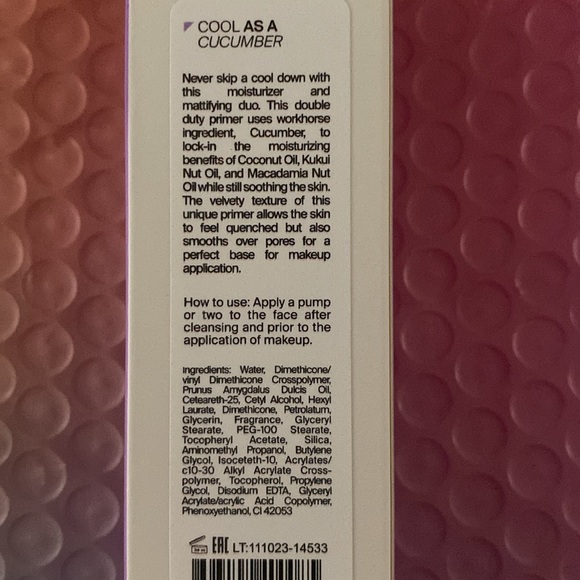 COOL AS A
CUCUMBER
Never skip a cool down with
this moisturizer and
mattifying duo. This double
duty primer uses workhorse
ingredient, Cucumber, to
lock-in the moisturizing
benefits of Coconut Oil, Kukui
Nut Oil, and Macadamia Nut
Oil while still soothing the skin.
The velvety texture of this
unique primer allows the skin
to feel quenched but also
smooths over pores for a
perfect base for makeup
application.
How to use: Apply a pump
or two to the face after
cleansing and prior to the
application of makeup.
Ingredients: Water, Dimethicone/
vinyl Dimethicone Crosspolymer,
Prunus Amygdalus Dulcis Oil,
Ceteareth-25, Cetyl Alcohol, Hexyl
Laurate, Dimethicone, Petrolatum,
Glycerin, Fragrance, Glyceryl
Stearate, PEG-100 Stearate,
Tocopheryl Acetate, Silica,
Aminomethyl Propanol, Butylene
Glycol, Isoceteth-10, Acrylates/
c10-30 Alkyl Acrylate Cross-
polymer, Tocopherol, Propylene
Glycol, Disodium EDTA, Glyceryl
Acrylate/acrylic Acid Copolymer,
Phenoxyethanol, CI 42053
EAC LT:111023-14533